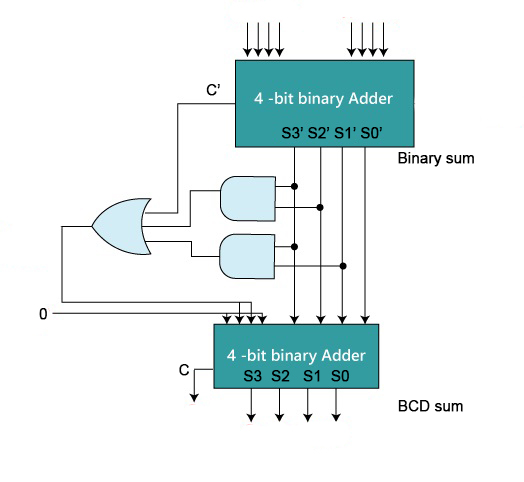 C'
4 -bit binary Adder
S3' S2' S1' S0'
Binary sum
0
4 -bit binary Adder
C
S3 S2 S1 S0
BCD sum